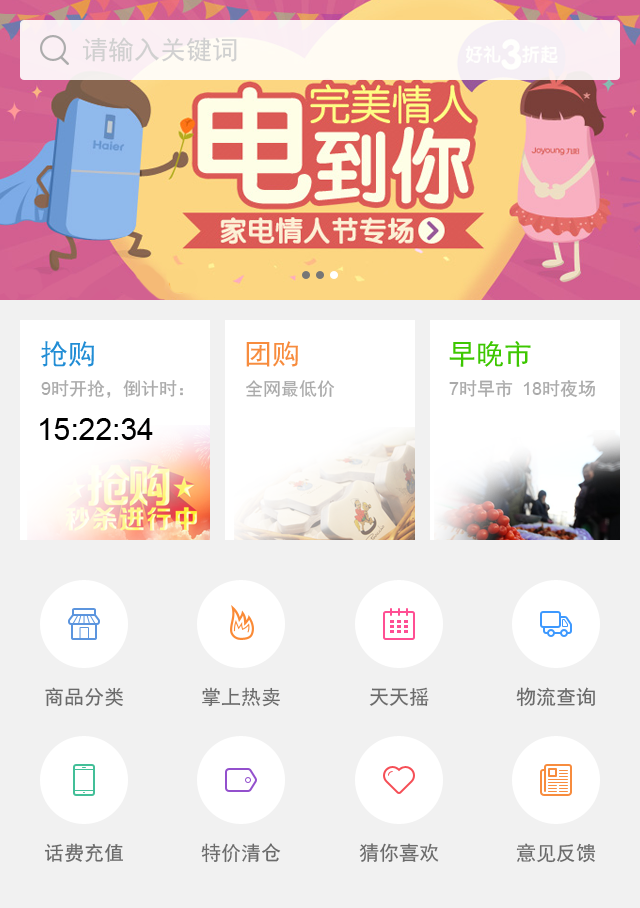 请输入关键词
好礼3折起
完美情人
电到你
Haier
Joyoung 九阳
家电情人节专场
抢购
9时开抢，倒计时：
15:22:34
抢购
秒杀进行中
团购
全网最低价
早晚市
7时早市 18时夜场
商品分类
掌上热卖
天天摇
物流查询
话费充值
特价清仓
猜你喜欢
意见反馈